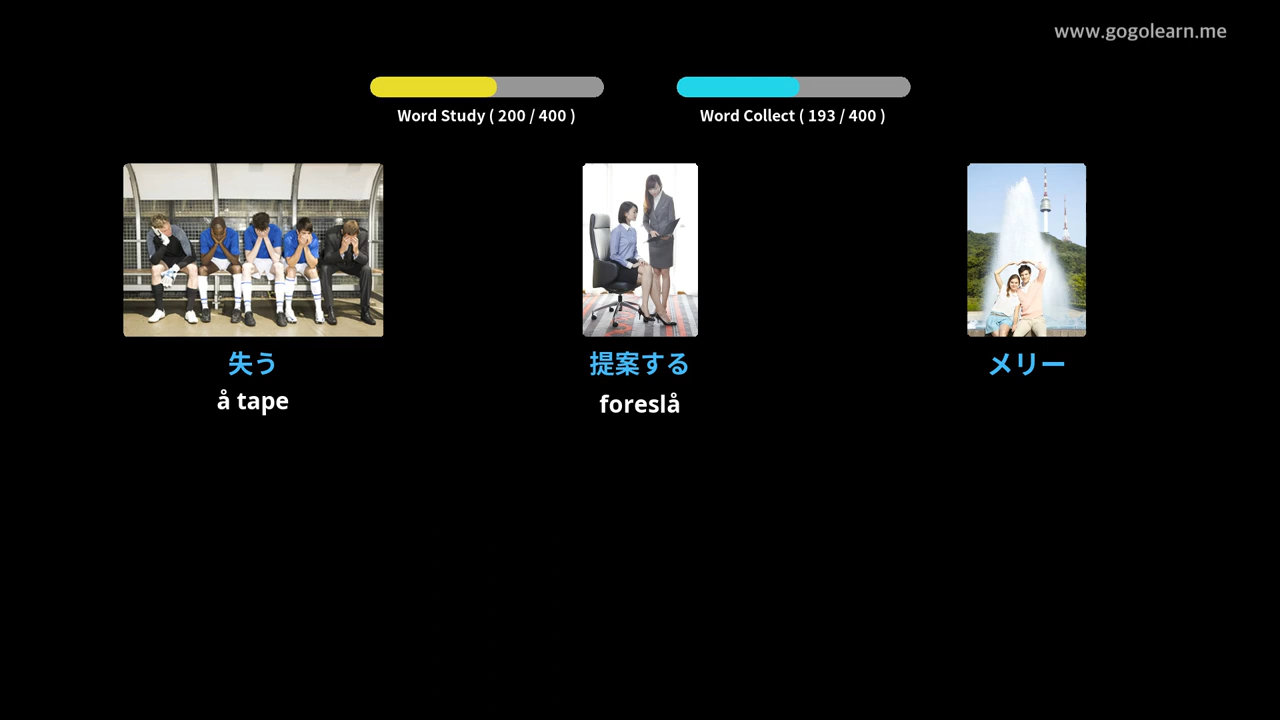 www.gogolearn.me
Word Study ( 200 / 400 )
Word Collect ( 193 / 400 )
失う
å tape
提案する
foreslå
メリー